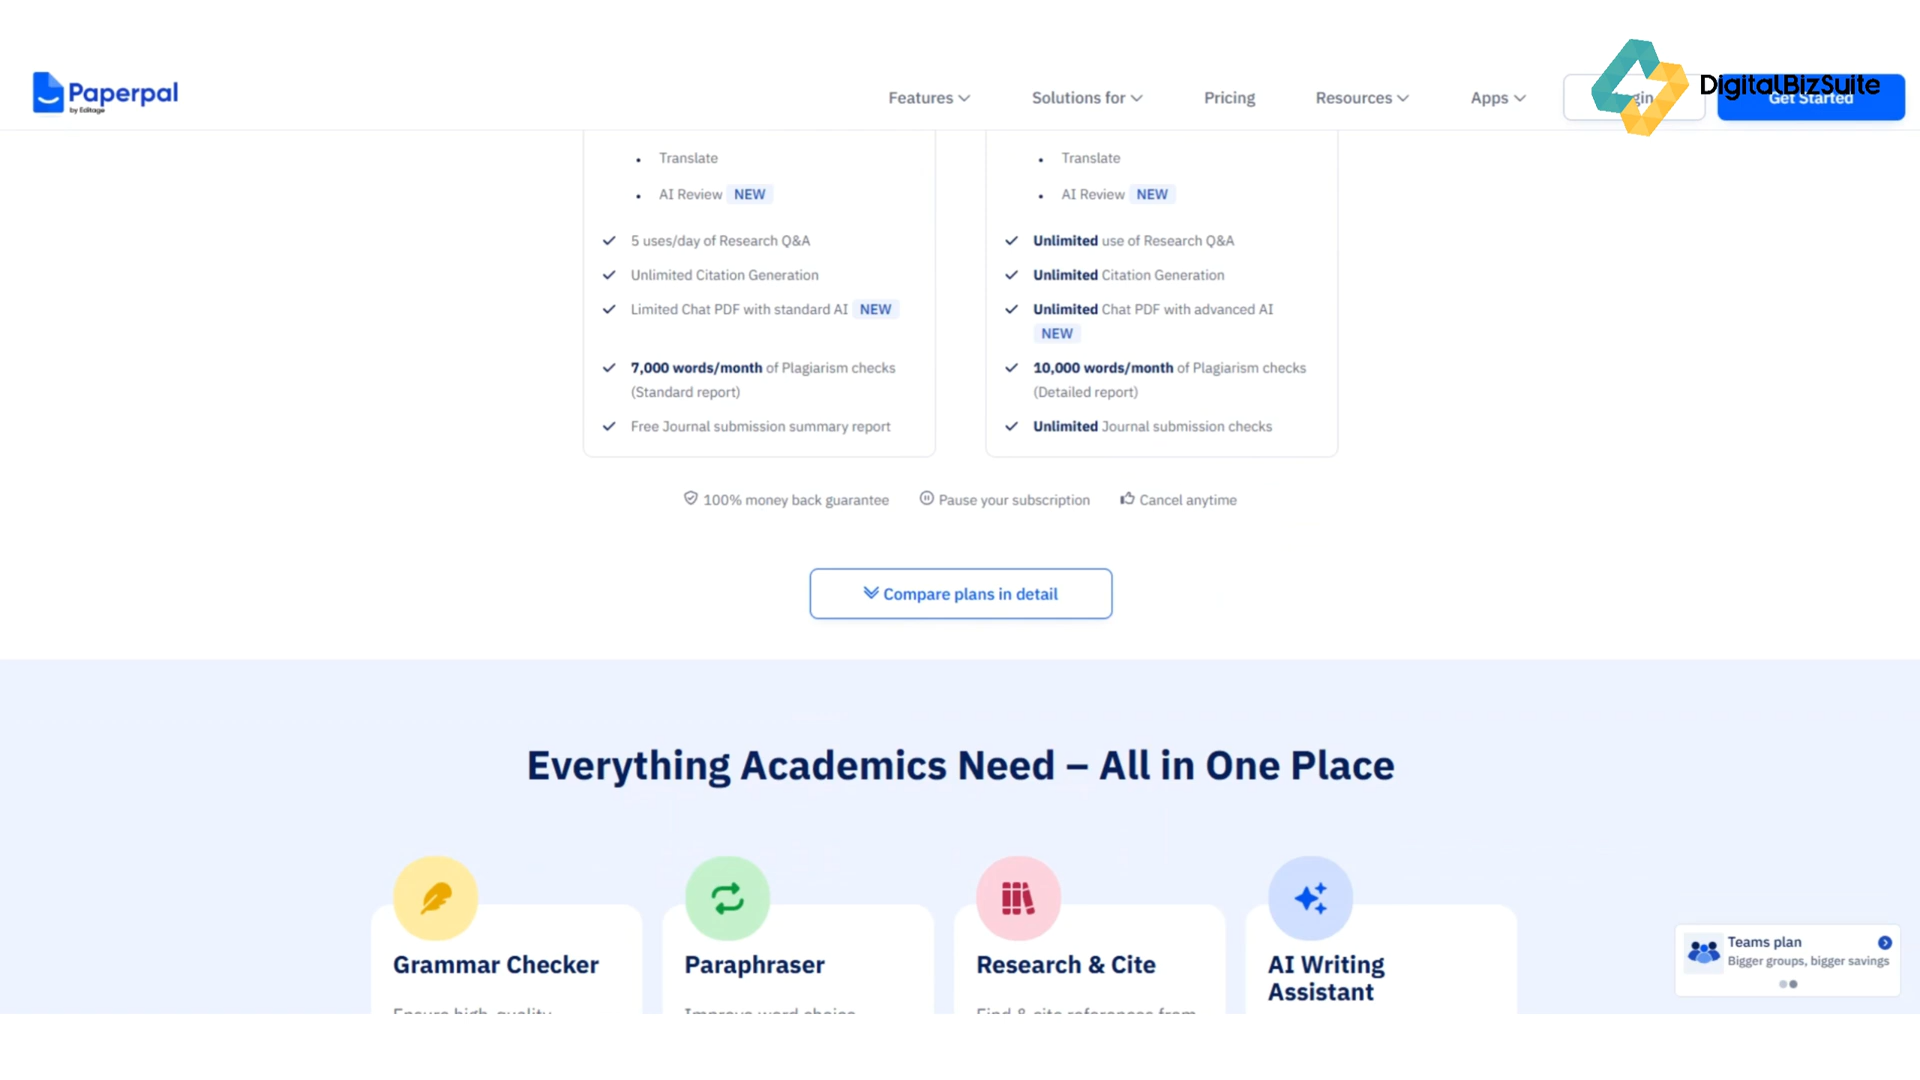 Paperpal
by Editage
Features
Solutions for
Pricing
Resources
Apps
DigitalBizSuite
Get Started
Translate
AI Review NEW
5 uses/day of Research Q&A
Unlimited Citation Generation
Limited Chat PDF with standard AI NEW
7,000 words/month of Plagiarism checks
(Standard report)
Free Journal submission summary report
Translate
AI Review NEW
Unlimited use of Research Q&A
Unlimited Citation Generation
Unlimited Chat PDF with advanced AI
NEW
10,000 words/month of Plagiarism checks
(Detailed report)
Unlimited Journal submission checks
100% money back guarantee
Pause your subscription
Cancel anytime
Compare plans in detail
Everything Academics Need – All in One Place
Grammar Checker
Paraphraser
Research & Cite
AI Writing
Assistant
Teams plan
Bigger groups, bigger savings